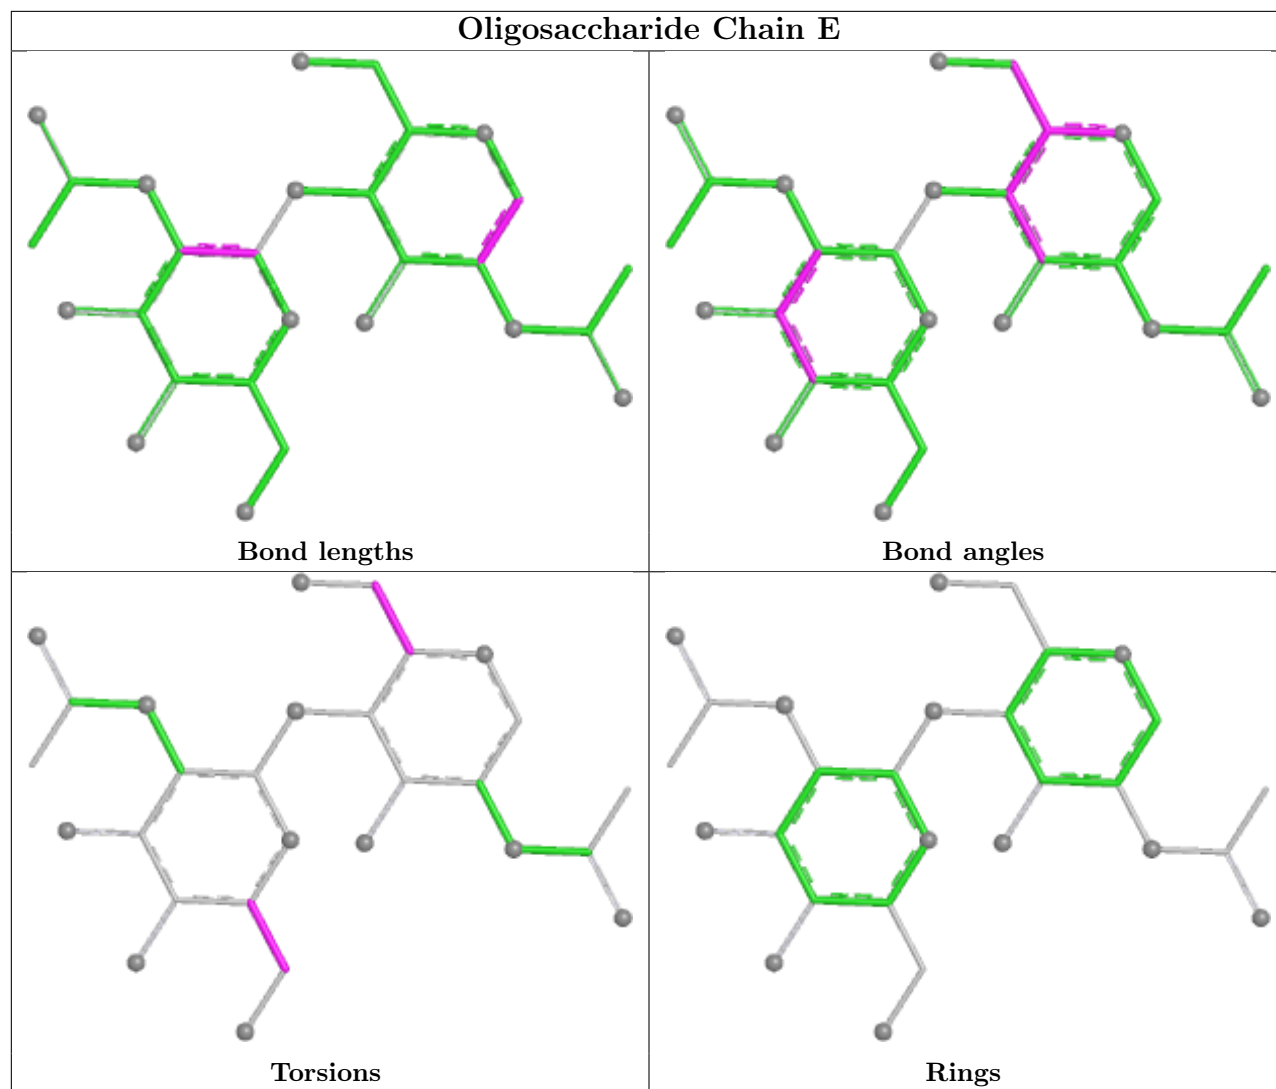 Oligosaccharide Chain E
Bond lengths
Bond angles
Torsions
Rings